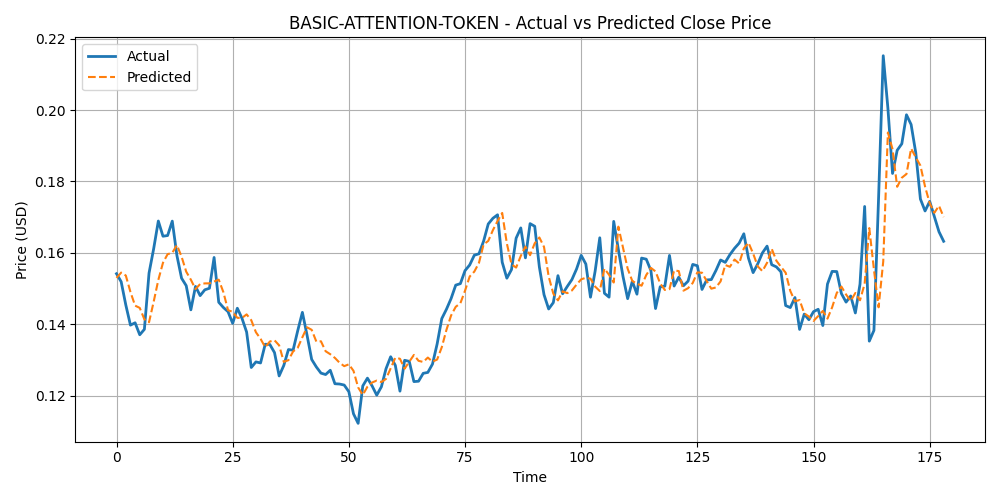 BASIC-ATTENTION-TOKEN - Actual vs Predicted Close Price
Actual
Predicted
Price (USD)
0.22
0.20
0.18
0.16
0.14
0.12
0 25 50 75 100 125 150 175
Time